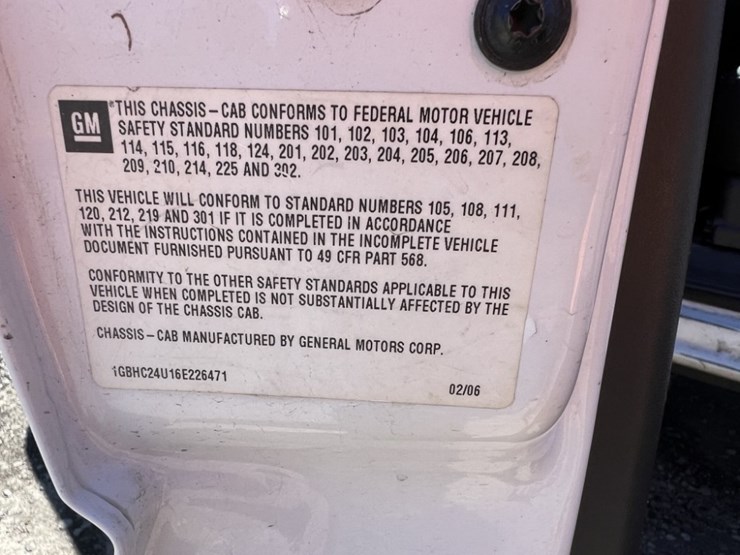 GM
*THIS CHASSIS-CAB CONFORMS TO FEDERAL MOTOR VEHICLE
SAFETY STANDARD NUMBERS 101, 102, 103, 104, 106, 113,
114, 115, 116, 118, 124, 201, 202, 203, 204, 205, 206, 207, 208,
209, 210, 214, 225 AND 302.
THIS VEHICLE WILL CONFORM TO STANDARD NUMBERS 105, 108, 111,
120, 212, 219 AND 301 IF IT IS COMPLETED IN ACCORDANCE
WITH THE INSTRUCTIONS CONTAINED IN THE INCOMPLETE VEHICLE
DOCUMENT FURNISHED PURSUANT TO 49 CFR PART 568.
CONFORMITY TO THE OTHER SAFETY STANDARDS APPLICABLE TO THIS
VEHICLE WHEN COMPLETED IS NOT SUBSTANTIALLY AFFECTED BY THE
DESIGN OF THE CHASSIS CAB.
CHASSIS-CAB MANUFACTURED BY GENERAL MOTORS CORP.
1GBHC24U16E226471
02/06